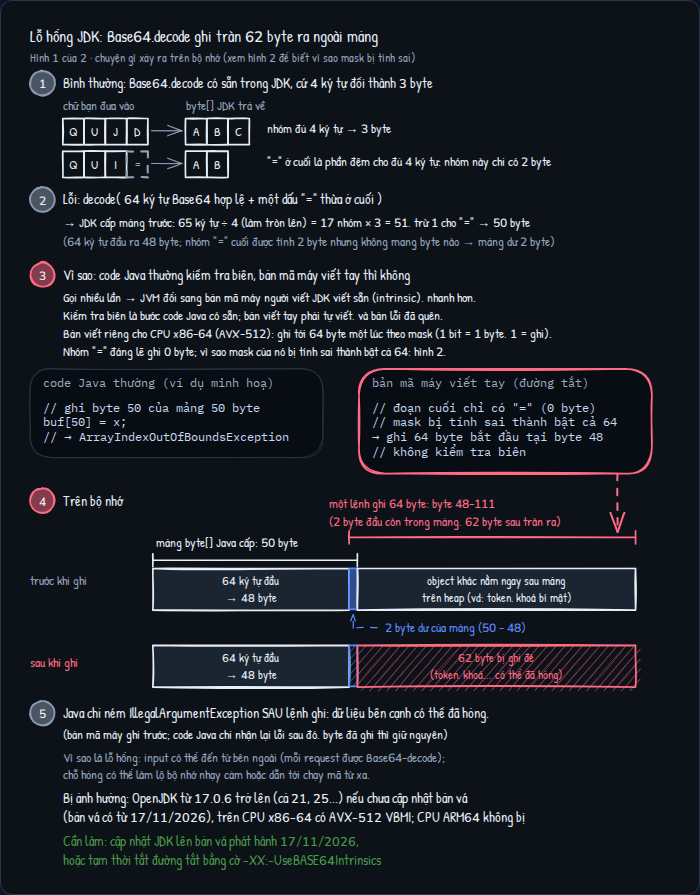 Lỗ hổng JDK: Base64.decode ghi tràn 62 byte ra ngoài mảng
Hình 1 của 2 · chuyện gì xảy ra trên bộ nhớ (xem hình 2 để biết vì sao mask bị tính sai)
1 Bình thường: Base64.decode có sẵn trong JDK, cứ 4 ký tự đổi thành 3 byte
chữ bạn đưa vào byte[] JDK trả về
Q U J D A B C nhóm đủ 4 ký tự → 3 byte
Q U I = A B "=" ở cuối là phần đệm cho đủ 4 ký tự: nhóm này chỉ có 2 byte
2 Lỗi: decode( 64 ký tự Base64 hợp lệ + một dấu "=" thừa ở cuối )
→ JDK cấp mảng trước: 65 ký tự ÷ 4 (làm tròn lên) = 17 nhóm × 3 = 51. trừ 1 cho "=" → 50 byte
(64 ký tự đầu ra 48 byte; nhóm "=" cuối được tính 2 byte nhưng không mang byte nào → mảng dư 2 byte)
3 Vì sao: code Java thường kiểm tra biên, bản mã máy viết tay thì không
Gọi nhiều lần → JVM đổi sang bản mã máy người viết JDK viết sẵn (intrinsic). nhanh hơn.
Kiểm tra biên là bước code Java có sẵn; bản viết tay phải tự viết. và bản lỗi đã quên.
Bản viết riêng cho CPU x86-64 (AVX-512): ghi tới 64 byte một lúc theo mask (1 bit = 1 byte. 1 = ghi).
Nhóm "=" đáng lẽ ghi 0 byte; vì sao mask của nó bị tính sai thành bật cả 64: hình 2.
code Java thường (ví dụ minh hoạ)
// ghi byte 50 của mảng 50 byte
buf[50] = x;
// → ArrayIndexOutOfBoundsException
bản mã máy viết tay (đường tắt)
// đoạn cuối chỉ có "=" (0 byte)
// mask bị tính sai thành bật cả 64
→ ghi 64 byte bắt đầu tại byte 48
// không kiểm tra biên
4 Trên bộ nhớ
một lệnh ghi 64 byte: byte 48–111
(2 byte đầu còn trong mảng. 62 byte sau tràn ra)
mảng byte[] Java cấp: 50 byte
trước khi ghi
64 ký tự đầu
→ 48 byte
object khác nằm ngay sau mảng
trên heap (vd: token. khoá bí mật)
2 byte dư của mảng (50 - 48)
sau khi ghi
64 ký tự đầu
→ 48 byte
62 byte bị ghi đè
(token. khoá... có thể đã hỏng)
5 Java chỉ ném IllegalArgumentException SAU lệnh ghi: dữ liệu bên cạnh có thể đã hỏng.
(bản mã máy ghi trước; code Java chỉ nhận lại lỗi sau đó. byte đã ghi thì giữ nguyên)
Vì sao là lỗ hổng: input có thể đến từ bên ngoài (mỗi request được Base64-decode);
chỗ hỏng có thể làm lộ bộ nhớ nhạy cảm hoặc dẫn tới chạy mã từ xa.
Bị ảnh hưởng: OpenJDK từ 17.0.6 trở lên (cả 21, 25...) nếu chưa cập nhật bản vá
(bản vá có từ 17/11/2026), trên CPU x86-64 có AVX-512 VBMI; CPU ARM64 không bị
Cần làm: cập nhật JDK lên bản vá phát hành 17/11/2026,
hoặc tạm thời tắt đường tắt bằng cờ -XX:-UseBASE64Intrinsics